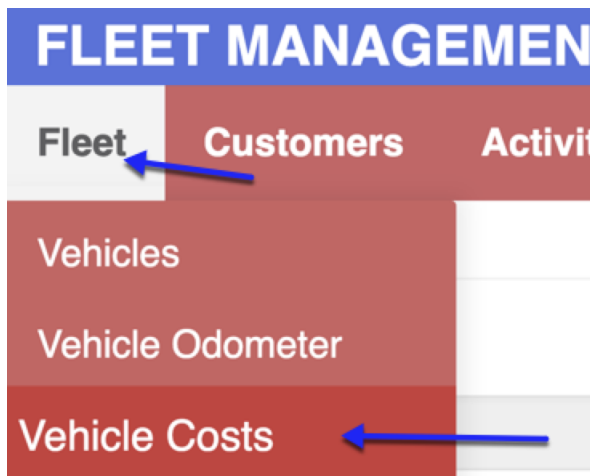 FLEET MANAGEMEN
Fleet Customers Activit
Vehicles
Vehicle Odometer
Vehicle Costs